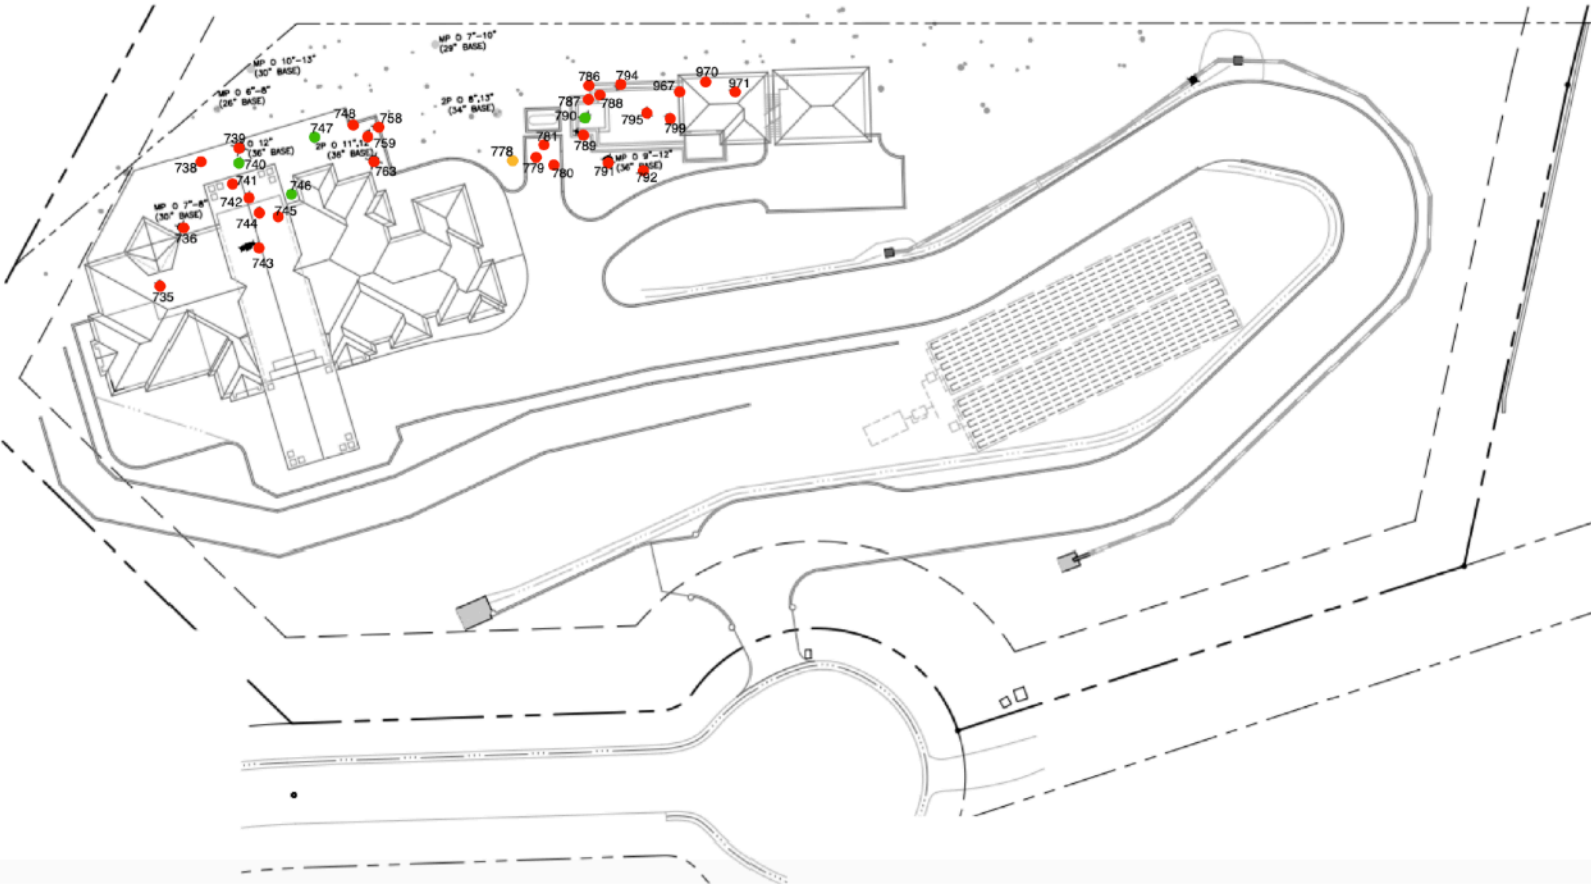 MP O 7"-10"
(29" BASE)
MP O 10"-13"
(30" BASE)
MP O 6"-8"
(26" BASE)
2P O 8",13"
(34" BASE)
786
794
967
970
971
787
788
790
795
799
789
791
MP O 9"-12"
(36" BASE)
792
748
758
747
759
2P O 11",12"
(36" BASE)
763
739
O 12"
(36" BASE)
738
740
741
742
746
744
745
743
MP O 7"-8"
(30" BASE)
736
735
778
781
779
780